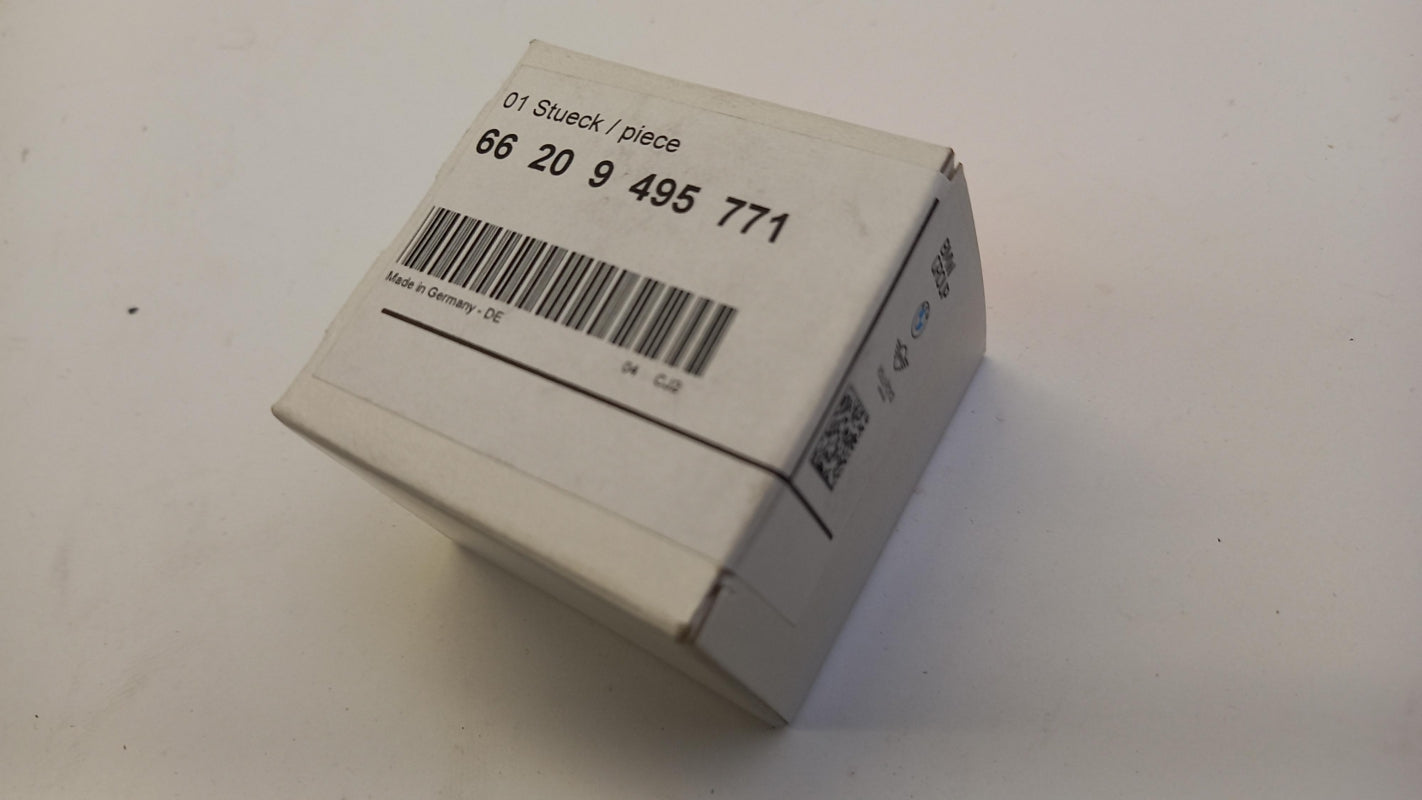 01 Stueck / piece
66 20 9 495 771
Made in Germany - DE
04 CJ2